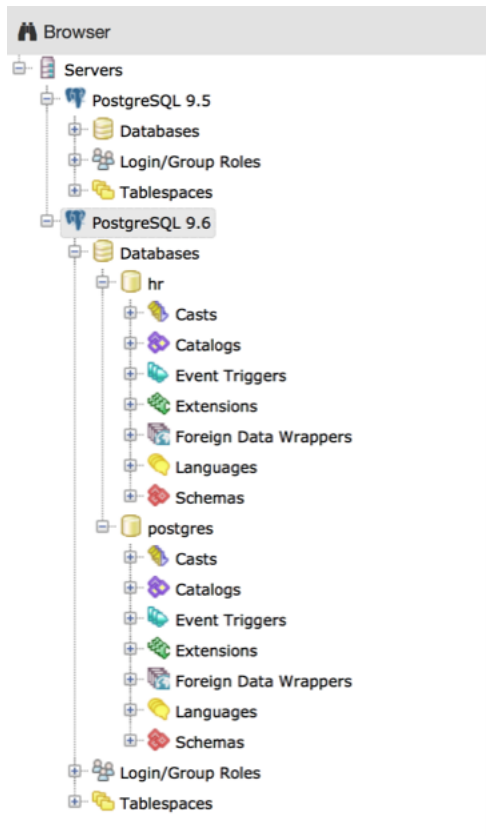 Browser
Servers
PostgreSQL 9.5
Databases
Login/Group Roles
Tablespaces
PostgreSQL 9.6
Databases
hr
Casts
Catalogs
Event Triggers
Extensions
Foreign Data Wrappers
Languages
Schemas
postgres
Casts
Catalogs
Event Triggers
Extensions
Foreign Data Wrappers
Languages
Schemas
Login/Group Roles
Tablespaces